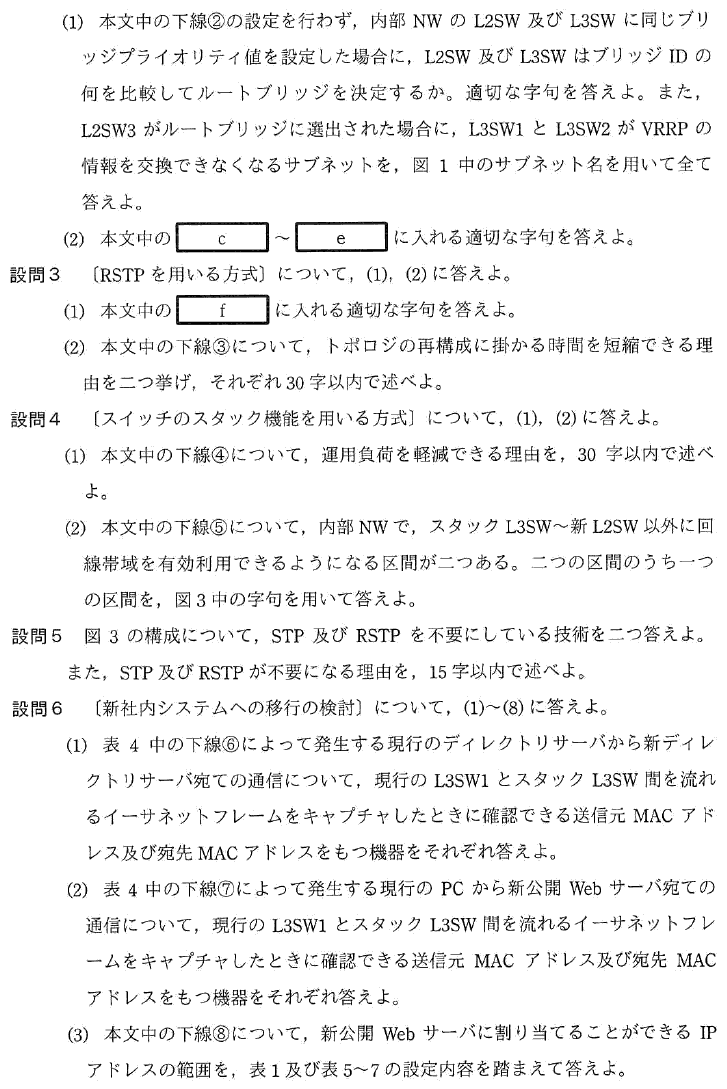 (1) 本文中の下線②の設定を行わず，内部 NW の L2SW 及び L3SW に同じブリ
ッジプライオリティ値を設定した場合に，L2SW 及び L3SW はブリッジ ID の
何を比較してルートブリッジを決定するか。適切な字句を答えよ。また，
L2SW3 がルートブリッジに選出された場合に，L3SW1 と L3SW2 が VRRP の
情報を交換できなくなるサブネットを，図 1 中のサブネット名を用いて全て
答えよ。
(2) 本文中の c ～ e に入れる適切な字句を答えよ。
設問３ 〔RSTP を用いる方式〕について，(1)，(2) に答えよ。
(1) 本文中の f に入れる適切な字句を答えよ。
(2) 本文中の下線③について，トポロジの再構成に掛かる時間を短縮できる理
由を二つ挙げ，それぞれ 30 字以内で述べよ。
設問４ 〔スイッチのスタック機能を用いる方式〕について，(1)，(2) に答えよ。
(1) 本文中の下線④について，運用負荷を軽減できる理由を，30 字以内で述べ
よ。
(2) 本文中の下線⑤について，内部 NW で，スタック L3SW～新 L2SW 以外に回
線帯域を有効利用できるようになる区間が二つある。二つの区間のうち一つ
の区間を，図 3 中の字句を用いて答えよ。
設問５ 図 3 の構成について，STP 及び RSTP を不要にしている技術を二つ答えよ。
また，STP 及び RSTP が不要になる理由を，15 字以内で述べよ。
設問６ 〔新社内システムへの移行の検討〕について，(1)～(8) に答えよ。
(1) 表 4 中の下線⑥によって発生する現行のディレクトリサーバから新ディレ
クトリサーバ宛ての通信について，現行の L3SW1 とスタック L3SW 間を流れ
るイーサネットフレームをキャプチャしたときに確認できる送信元 MAC アド
レス及び宛先 MAC アドレスをもつ機器をそれぞれ答えよ。
(2) 表 4 中の下線⑦によって発生する現行の PC から新公開 Web サーバ宛ての
通信について，現行の L3SW1 とスタック L3SW 間を流れるイーサネットフレ
ームをキャプチャしたときに確認できる送信元 MAC アドレス及び宛先 MAC
アドレスをもつ機器をそれぞれ答えよ。
(3) 本文中の下線⑧について，新公開 Web サーバに割り当てることができる IP
アドレスの範囲を，表 1 及び表 5～7 の設定内容を踏まえて答えよ。